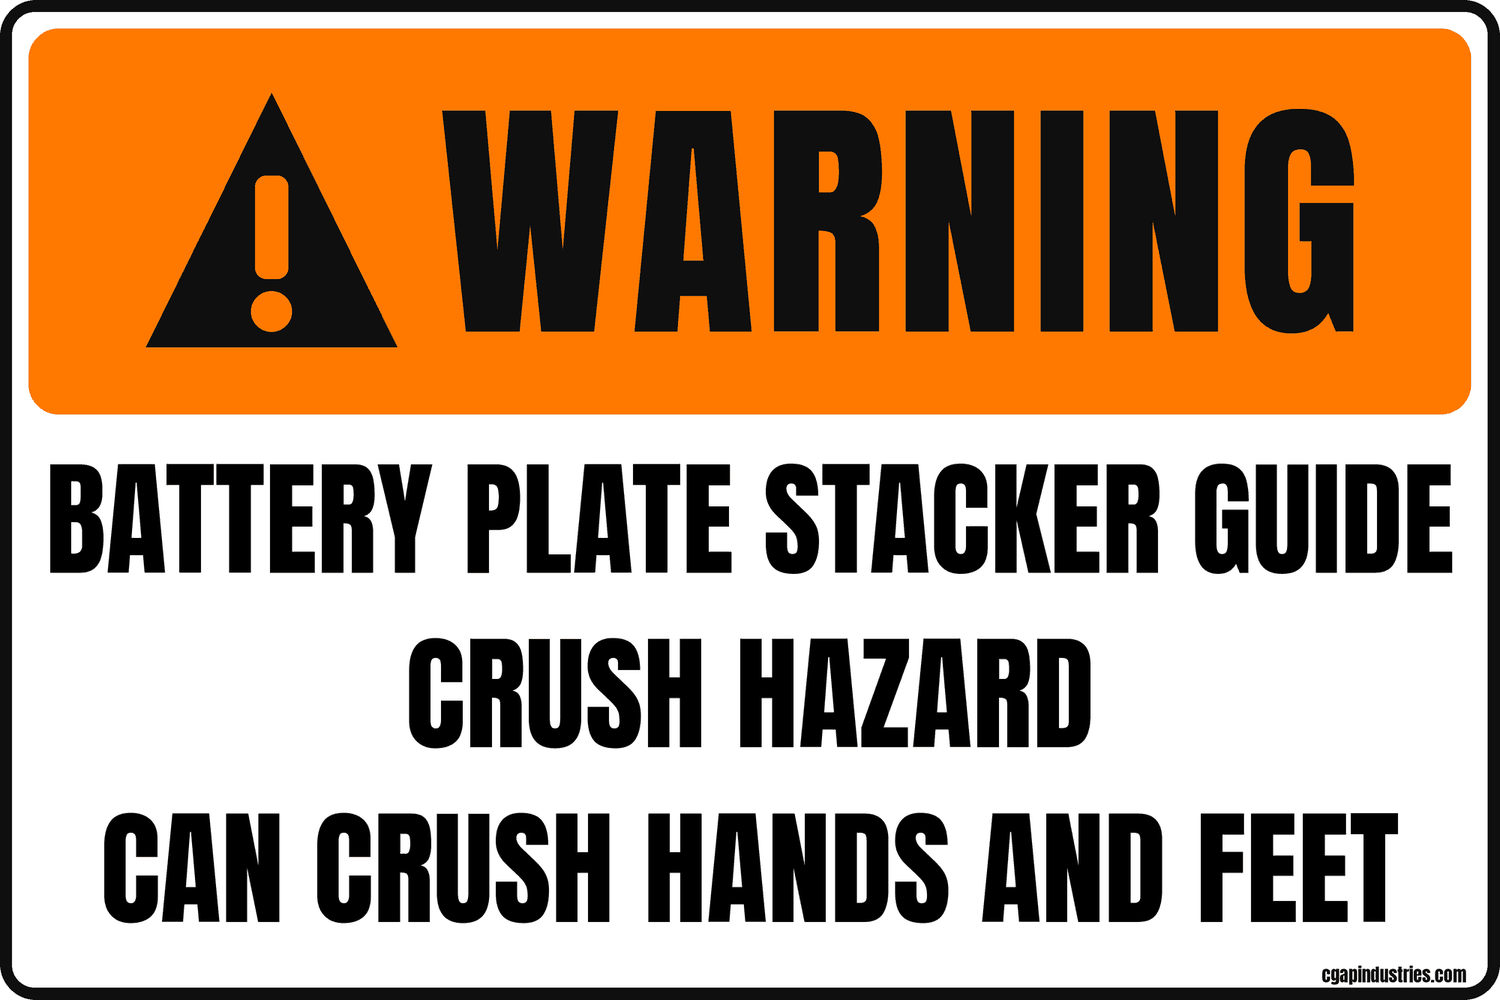 WARNING
BATTERY PLATE STACKER GUIDE
CRUSH HAZARD
CAN CRUSH HANDS AND FEET
cgapindustries.com